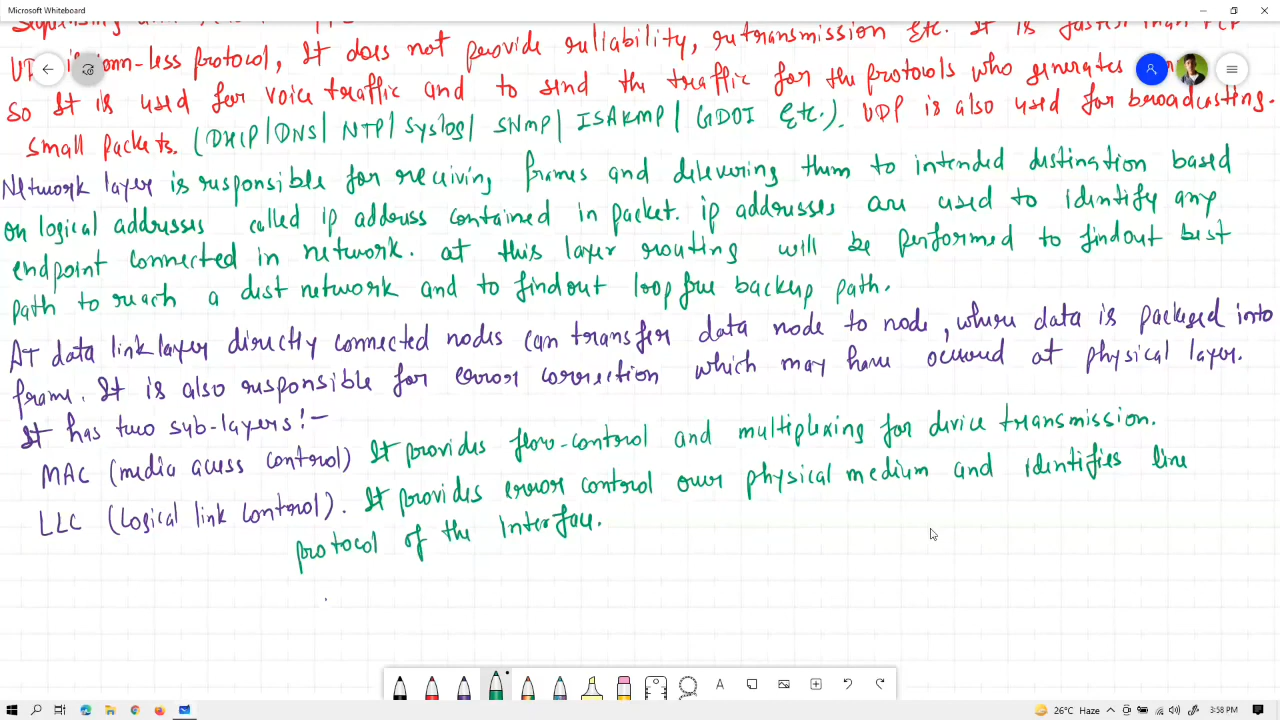 Microsoft Whiteboard
Sequencing and
UDP is conn-less protocol, It does not provide reliability, retransmission Etc. It is faster than TCP
so It is used for voice traffic and to send the traffic for the protocols who generates
small packets. (DHCP/DNS/ NTP/ Syslog/ SNMP/ ISAKMP/ GDOI Etc.). UDP is also used for broadcasting.
Network layer is responsible for receiving frames and delevering them to intended distination based
on logical addresses called ip address contained in packet. ip addresses are used to identify any
endpoint connected in network. at this layer routing will be performed to findout best
path to reach a dist network and to findout loop free backup path.
AT data link layer directly connected nodes can transfer data node to node, where data is packeged into
frame. It is also responsible for error correction which may have occured at physical layer.
It has two sub-layers:-
MAC (media access control) It provides flow-control and multiplexing for device transmission.
LLC (Logical link control). It provides error control over physical medium and identifies line
protocol of the Interface.
26°C Haze
3:58 PM